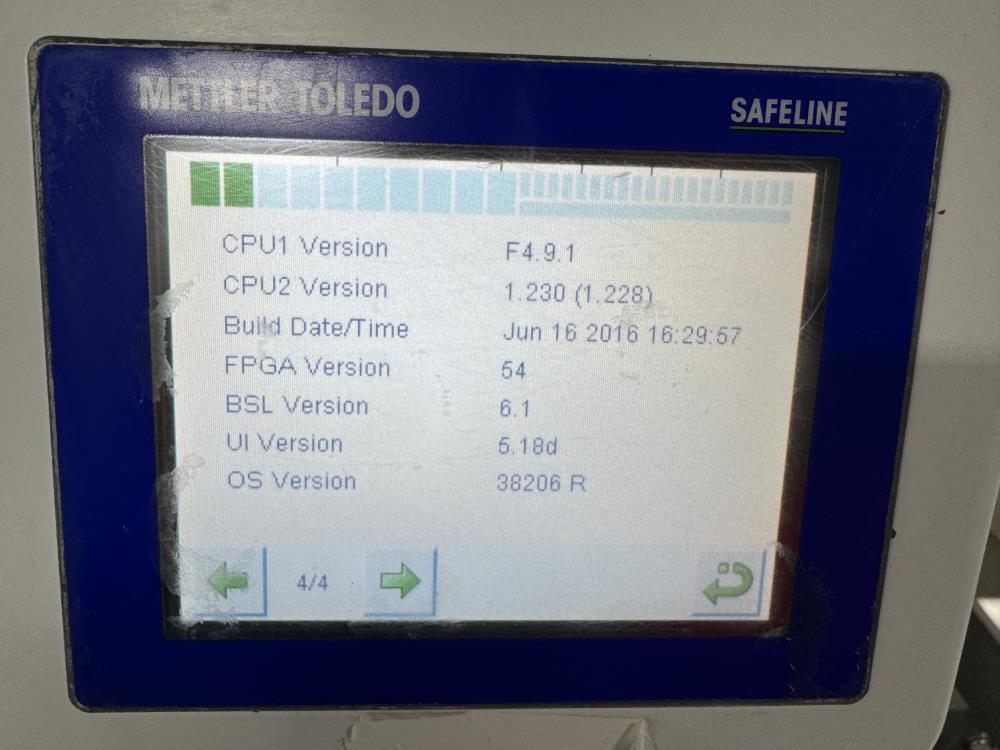 METTLER TOLEDO
SAFELINE
CPU1 Version F4.9.1
CPU2 Version 1.230 (1.228)
Build Date/Time Jun 16 2016 16:29:57
FPGA Version 54
BSL Version 6.1
UI Version 5.18d
OS Version 38206 R
4/4